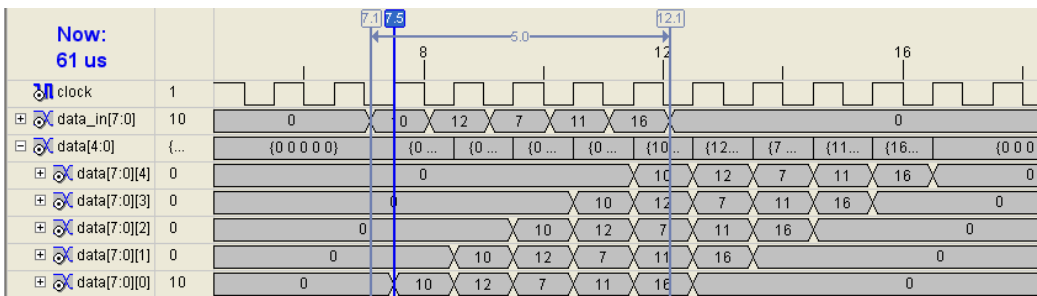 7.1 7.5 12.1
Now:
61 us
5.0
8 12 16
clock 1
data_in[7:0] 10 0 10 12 7 11 16 0
data[4:0] {... {0 0 0 0 0} {0 ... {0 ... {0 ... {0 ... {10... {12... {7 ... {11... {16... {0 0 0
data[7:0][4] 0 0 10 12 7 11 16 0
data[7:0][3] 0 0 10 12 7 11 16 0
data[7:0][2] 0 0 10 12 7 11 16 0
data[7:0][1] 0 0 10 12 7 11 16 0
data[7:0][0] 10 0 10 12 7 11 16 0